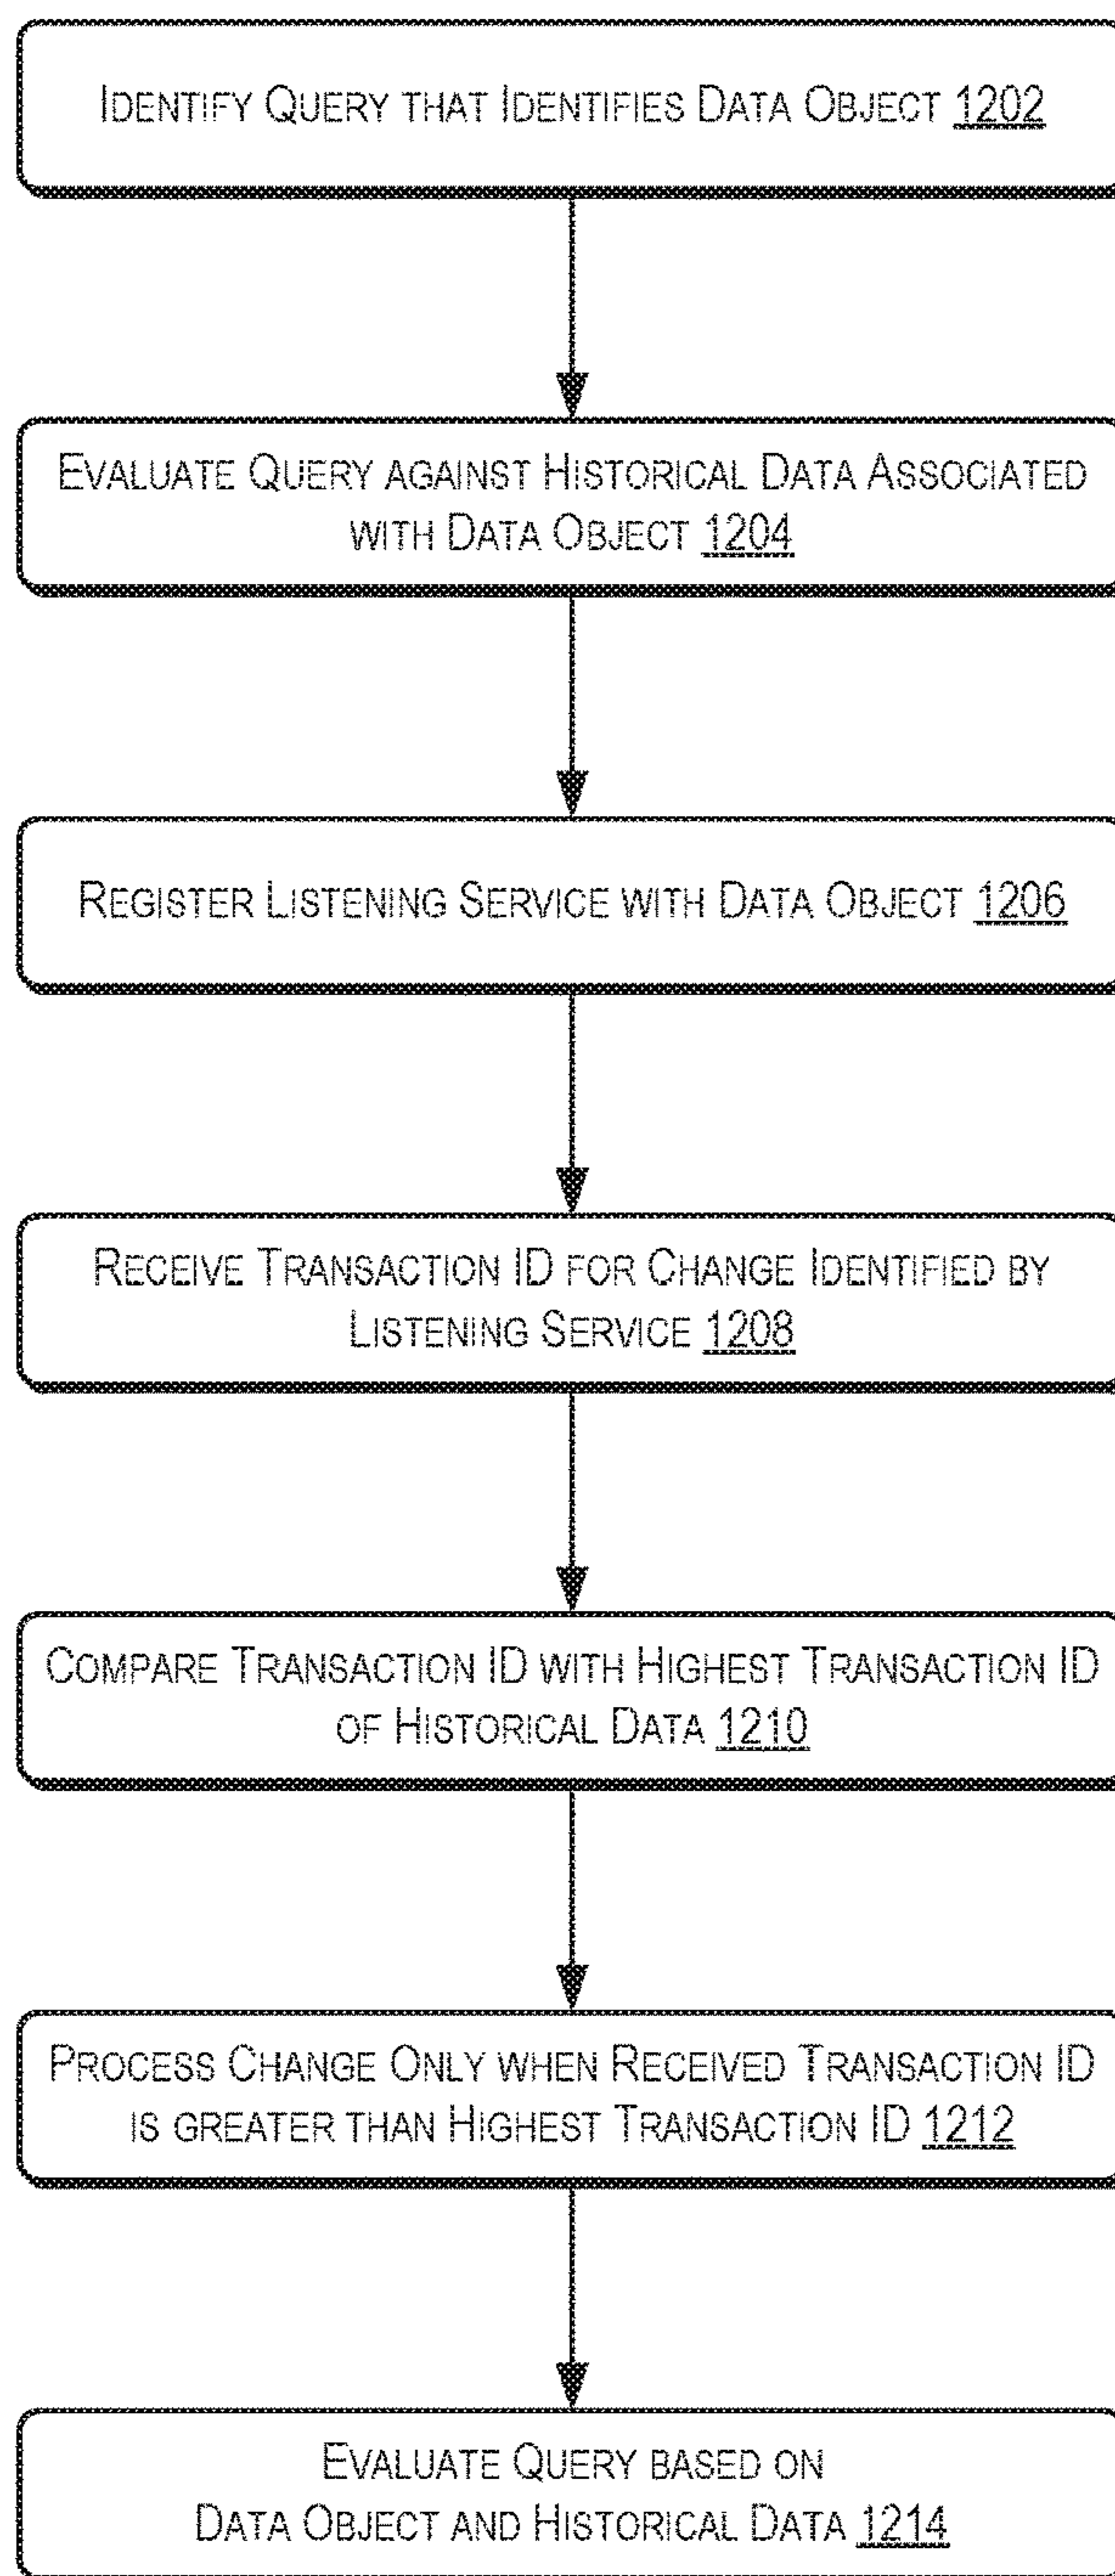 IDENTIFY QUERY THAT IDENTIFIES DATA OBJECT 1202
EVALUATE QUERY AGAINST HISTORICAL DATA ASSOCIATED
WITH DATA OBJECT 1204
REGISTER LISTENING SERVICE WITH DATA OBJECT 1206
RECEIVE TRANSACTION ID FOR CHANGE IDENTIFIED BY
LISTENING SERVICE 1208
COMPARE TRANSACTION ID WITH HIGHEST TRANSACTION ID
OF HISTORICAL DATA 1210
PROCESS CHANGE ONLY WHEN RECEIVED TRANSACTION ID
IS GREATER THAN HIGHEST TRANSACTION ID 1212
EVALUATE QUERY BASED ON
DATA OBJECT AND HISTORICAL DATA 1214